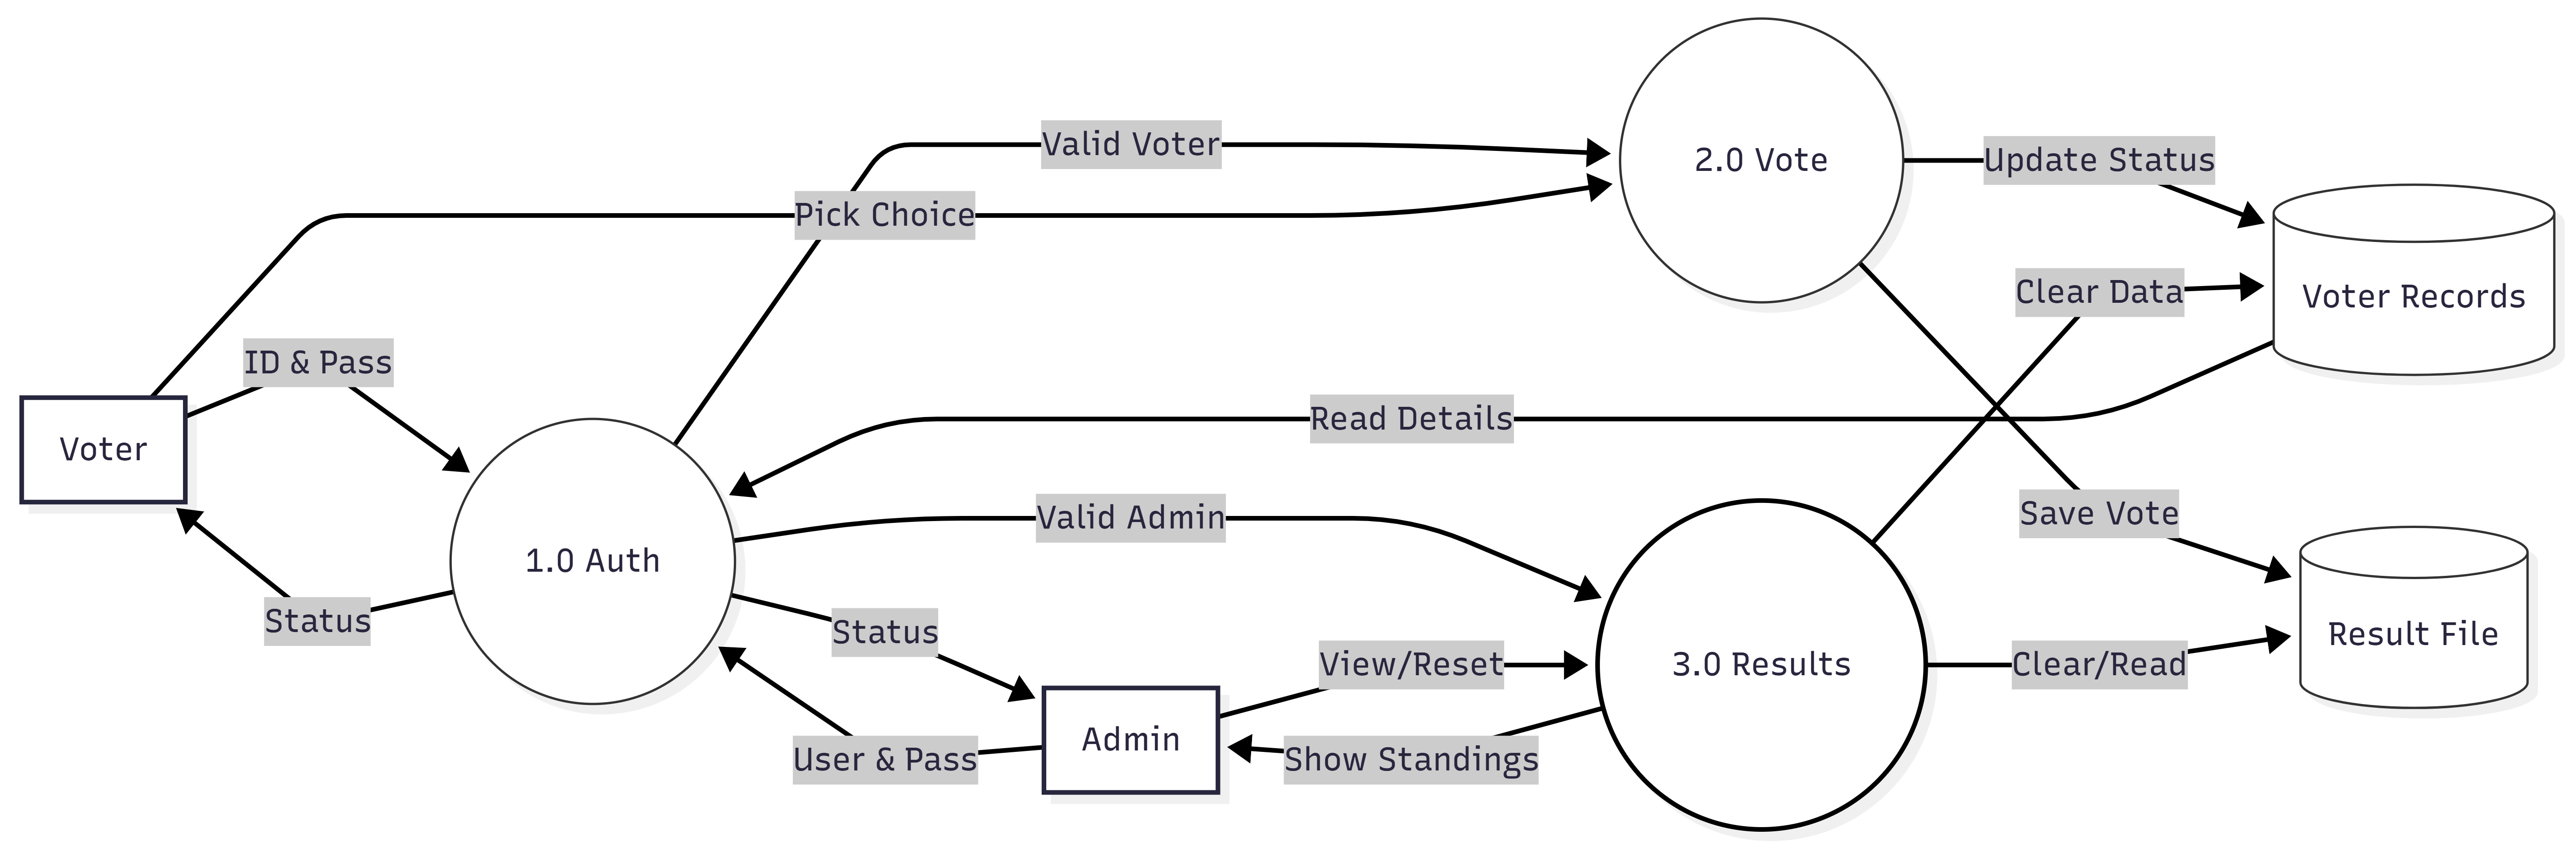 2.0 Vote
Valid Voter
Update Status
Pick Choice
Clear Data
Voter Records
ID & Pass
Read Details
Voter
Save Vote
Valid Admin
1.0 Auth
Status
Status
Result File
View/Reset
3.0 Results
Clear/Read
Admin
User & Pass
Show Standings